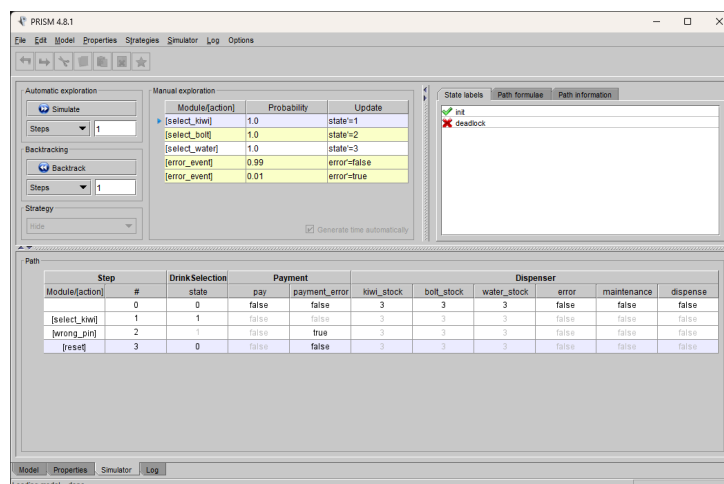 PRISM 4.8.1
File Edit Model Properties Strategies Simulator Log Options
Automatic exploration
Simulate
Steps 1
Backtracking
Backtrack
Steps 1
Strategy
Hide
Manual exploration
Module/[action] Probability Update
[select_kiwi] 1.0 state'=1
[select_bolt] 1.0 state'=2
[select_water] 1.0 state'=3
[error_event] 0.99 error'=false
[error_event] 0.01 error'=true
Generate time automatically
State labels Path formulae Path information
init
deadlock
Path
Step DrinkSelection Payment Dispenser
Module/[action] # state pay payment_error kiwi_stock bolt_stock water_stock error maintenance dispense
0 0 false false 3 3 3 false false false
[select_kiwi] 1 1 false false 3 3 3 false false false
[wrong_pin] 2 1 false true 3 3 3 false false false
[reset] 3 0 false false 3 3 3 false false false
Model Properties Simulator Log